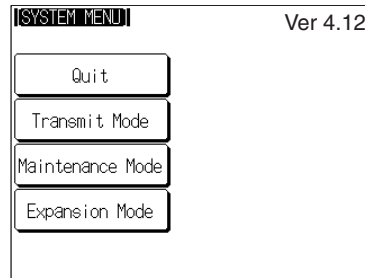 [SYSTEM MENU]
Ver 4.12
Quit
Transmit Mode
Maintenance Mode
Expansion Mode